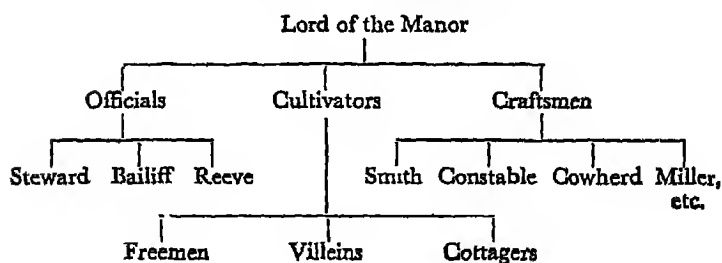 Lord of the Manor
Officials Cultivators Craftsmen
Steward Bailiff Reeve Smith Constable Cowherd Miller,
etc.
Freemen Villeins Cottagers